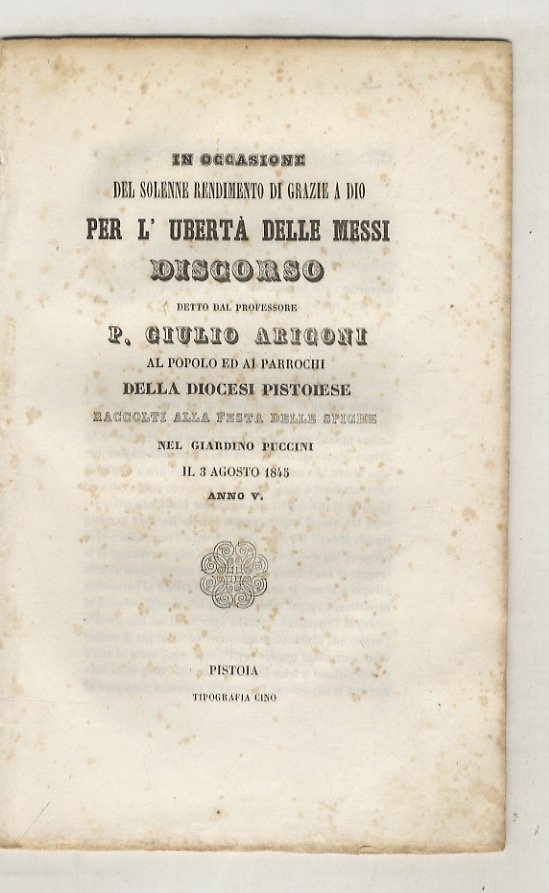 IN OCCASIONE
DEL SOLENNE RENDIMENTO DI GRAZIE A DIO
PER L' UBERTÀ DELLE MESSI
DISCORSO
DETTO DAL PROFESSORE
P. GIULIO ARIGONI
AL POPOLO ED AI PARROCHI
DELLA DIOCESI PISTOIESE
RACCOLTI ALLA FESTA DELLE SPIGHE
NEL GIARDINO PUCCINI
IL 3 AGOSTO 1845
ANNO V.
PISTOIA
TIPOGRAFIA CINO